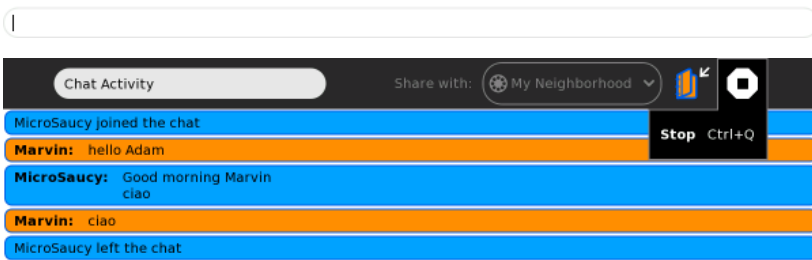 Chat Activity
Share with: My Neighborhood
MicroSaucy joined the chat
Stop Ctrl+Q
Marvin: hello Adam
MicroSaucy: Good morning Marvin
ciao
Marvin: ciao
MicroSaucy left the chat